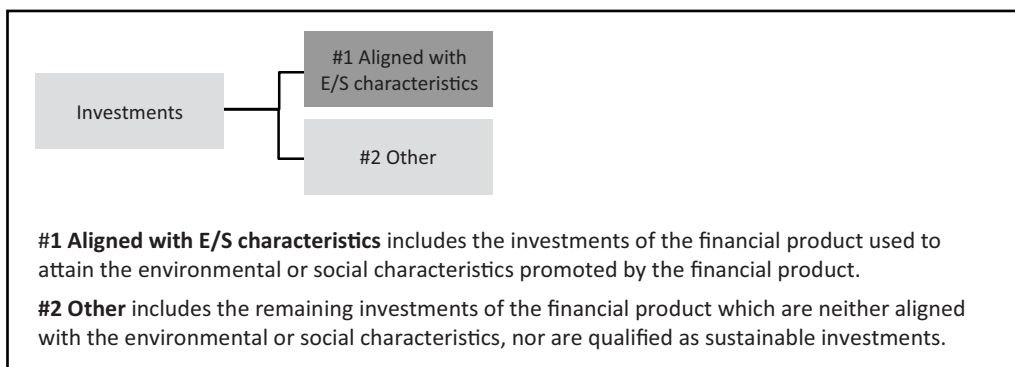 #1 Aligned with
E/S characteristics
Investments
#2 Other
#1 Aligned with E/S characteristics includes the investments of the financial product used to
attain the environmental or social characteristics promoted by the financial product.
#2 Other includes the remaining investments of the financial product which are neither aligned
with the environmental or social characteristics, nor are qualified as sustainable investments.